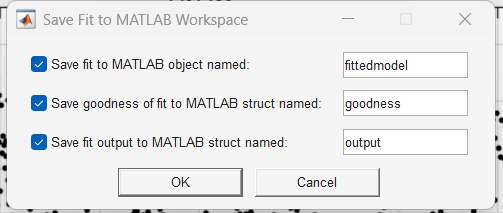 Save Fit to MATLAB Workspace
Save fit to MATLAB object named: fittedmodel
Save goodness of fit to MATLAB struct named: goodness
Save fit output to MATLAB struct named: output
OK Cancel